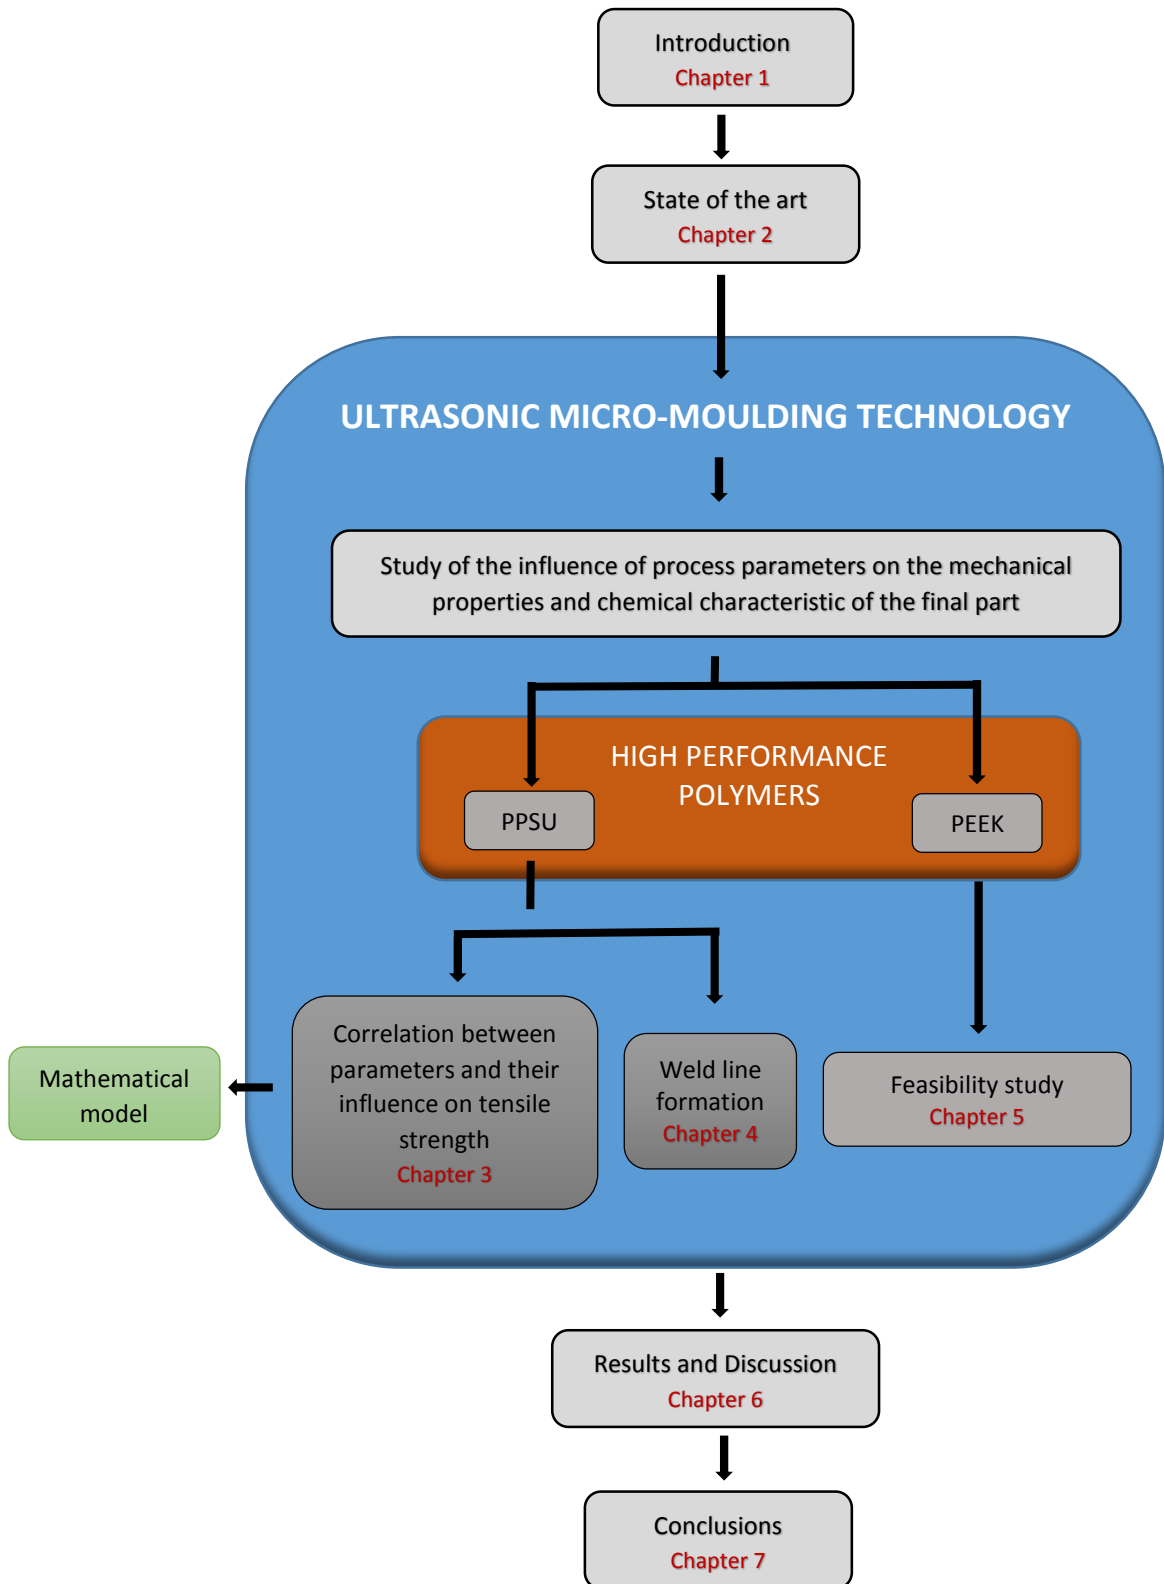 Introduction
Chapter 1
State of the art
Chapter 2
ULTRASONIC MICRO-MOULDING TECHNOLOGY
Study of the influence of process parameters on the mechanical
properties and chemical characteristic of the final part
HIGH PERFORMANCE
POLYMERS
PPSU
PEEK
Correlation between
parameters and their
influence on tensile
strength
Chapter 3
Weld line
formation
Chapter 4
Feasibility study
Chapter 5
Mathematical
model
Results and Discussion
Chapter 6
Conclusions
Chapter 7